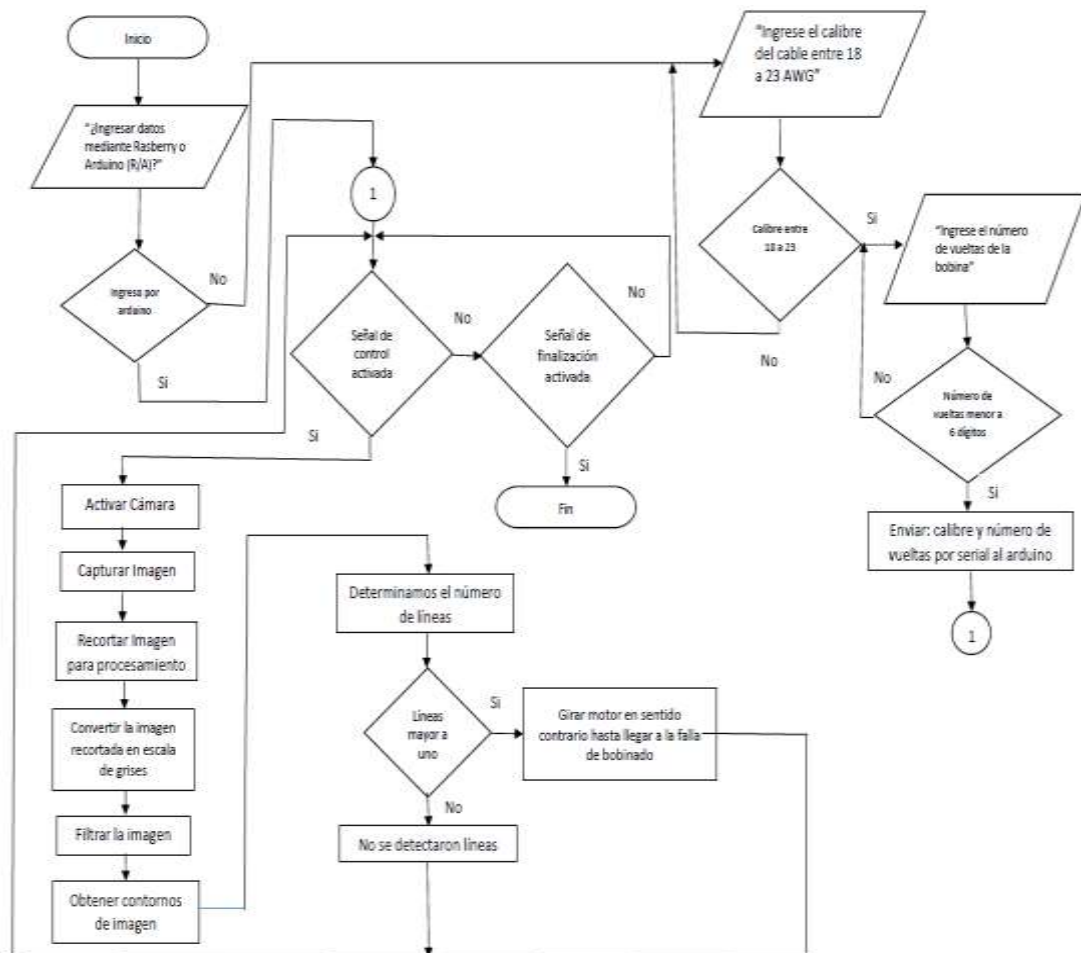 Inicio
"¿Ingresar datos
mediante Rasberry o
Arduino (R/A)?"
Ingreso por
arduino
No
Si
1
Señal de
control
activada
No
Si
Señal de
finalización
activada
No
Si
Fin
"Ingrese el calibre
del cable entre 18
a 23 AWG"
Calibre entre
18 a 23
Si
No
"Ingrese el número
de vueltas de la
bobina"
Número de
vueltas menor a
6 dígitos
No
Si
Enviar: calibre y número de
vueltas por serial al arduino
1
Activar Cámara
Capturar Imagen
Recortar Imagen
para procesamiento
Convertir la imagen
recortada en escala
de grises
Filtrar la imagen
Obtener contornos
de imagen
Determinamos el número
de líneas
Líneas
mayor a
uno
Si
No
Girar motor en sentido
contrario hasta llegar a la falla
de bobinado
No se detectaron líneas